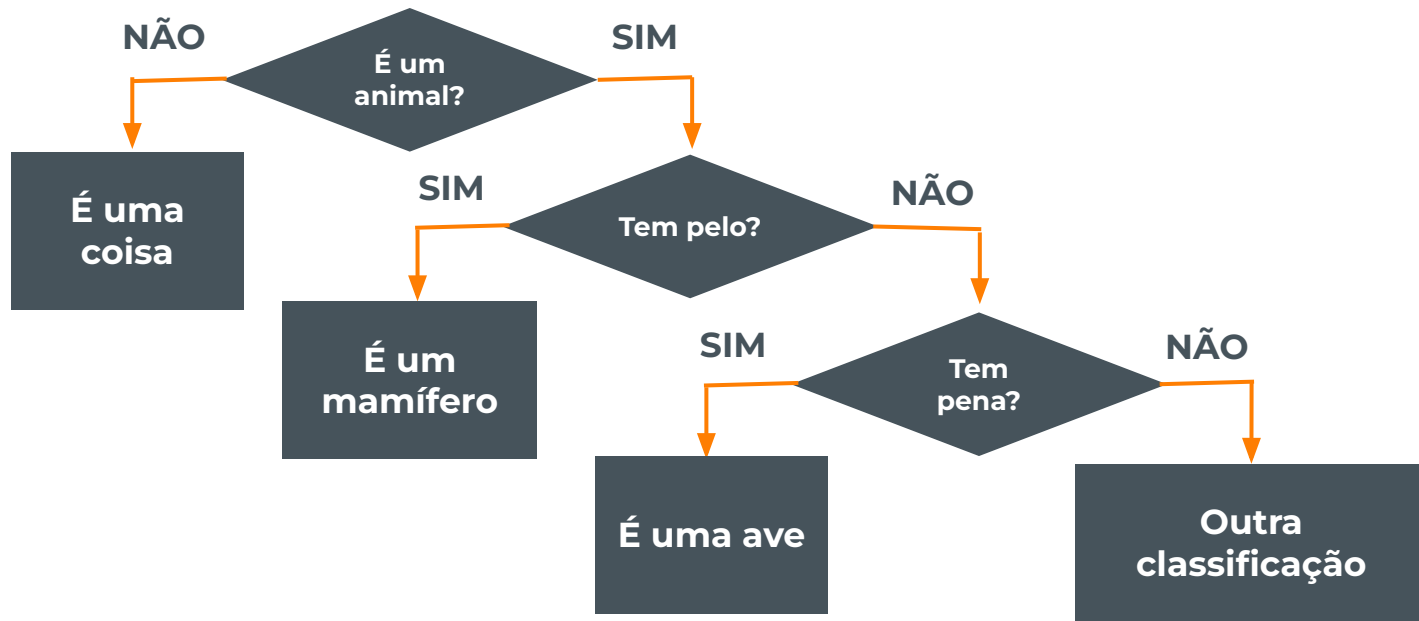 NÃO
É um
animal?
SIM
É uma
coisa
SIM
Tem pelo?
NÃO
É um
mamífero
SIM
Tem
pena?
NÃO
É uma ave
Outra
classificação